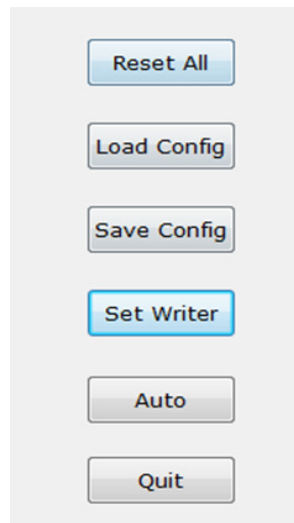 Reset All
Load Config
Save Config
Set Writer
Auto
Quit